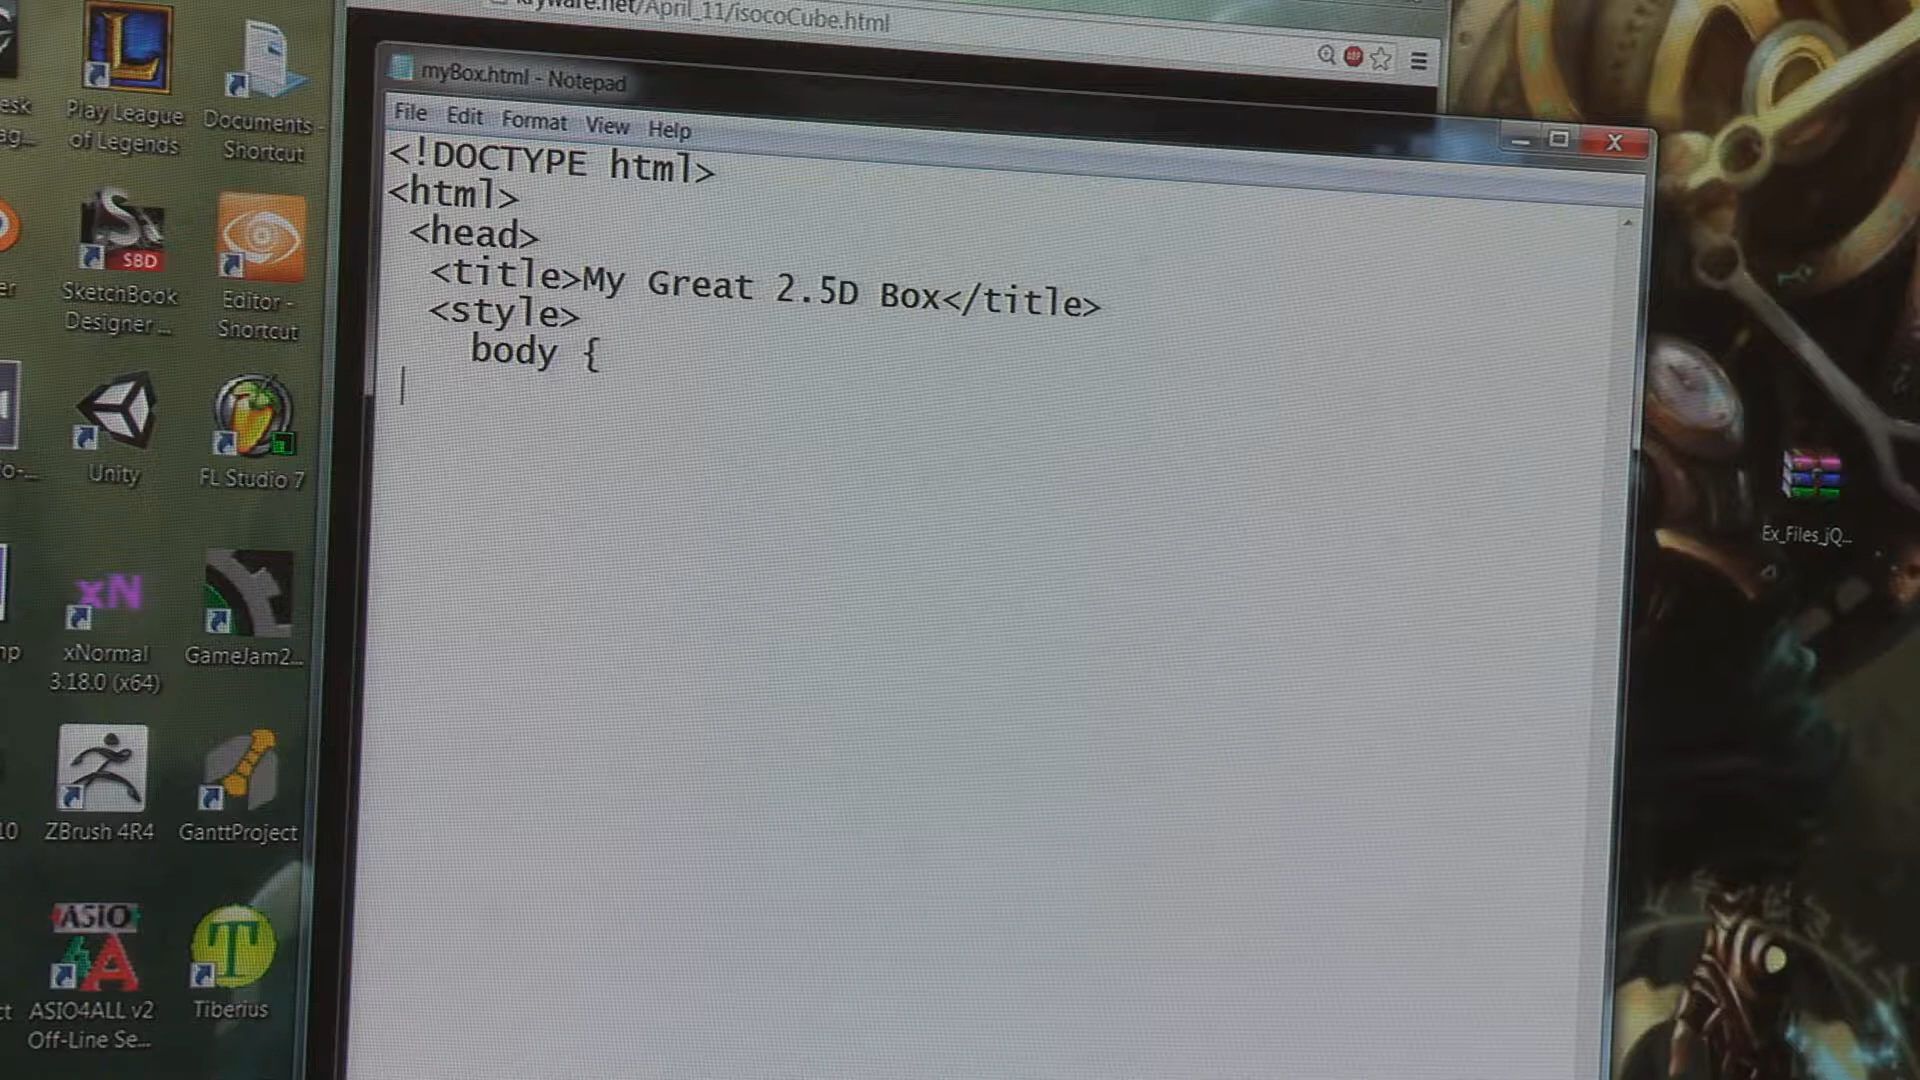 kryware.net/April_11/isocoCube.html
myBox.html - Notepad
File Edit Format View Help
<!DOCTYPE html>
<html>
<head>
<title>My Great 2.5D Box</title>
<style>
body {
Play League
of Legends
Documents -
Shortcut
SBD
SketchBook
Designer ...
Editor -
Shortcut
Unity
FL Studio 7
xN
xNormal
3.18.0 (x64)
GameJam2...
ZBrush 4R4
GanttProject
ASIO
A
ASIO4ALL v2
Off-Line Se...
T
Tiberius
Ex_Files_jQ...